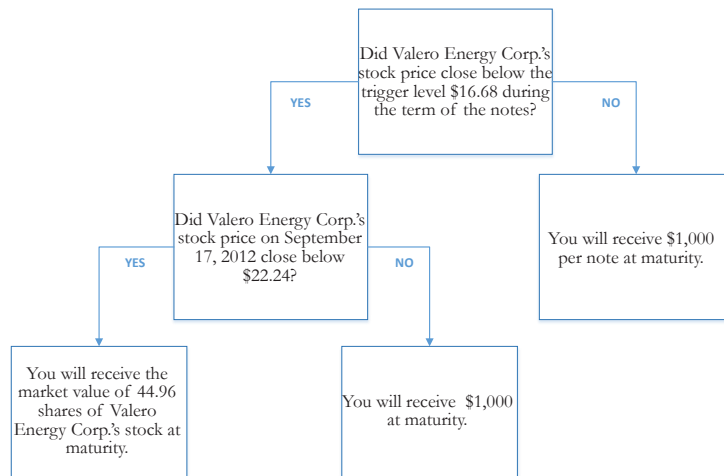 Did Valero Energy Corp.'s
stock price close below the
trigger level $16.68 during
the term of the notes?
YES
NO
Did Valero Energy Corp.'s
stock price on September
17, 2012 close below
$22.24?
You will receive $1,000
per note at maturity.
YES
NO
You will receive the
market value of 44.96
shares of Valero
Energy Corp.'s stock at
maturity.
You will receive $1,000
at maturity.